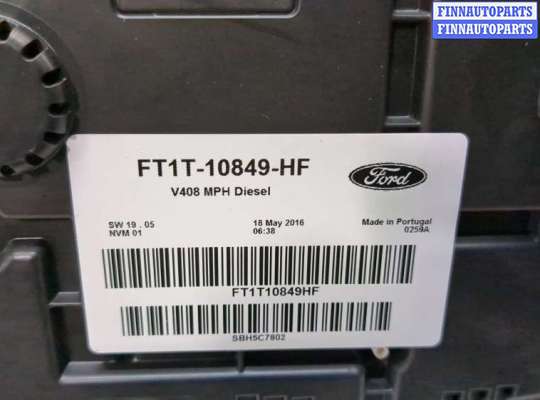 FINNAUTOPARTS
FINNAUTOPARTS
FT1T-10849-HF
Ford
V408 MPH Diesel
SW 19 . 05 18 May 2016 Made in Portugal
NVM 01 06:38 0259A
FT1T10849HF
SBH5C7802